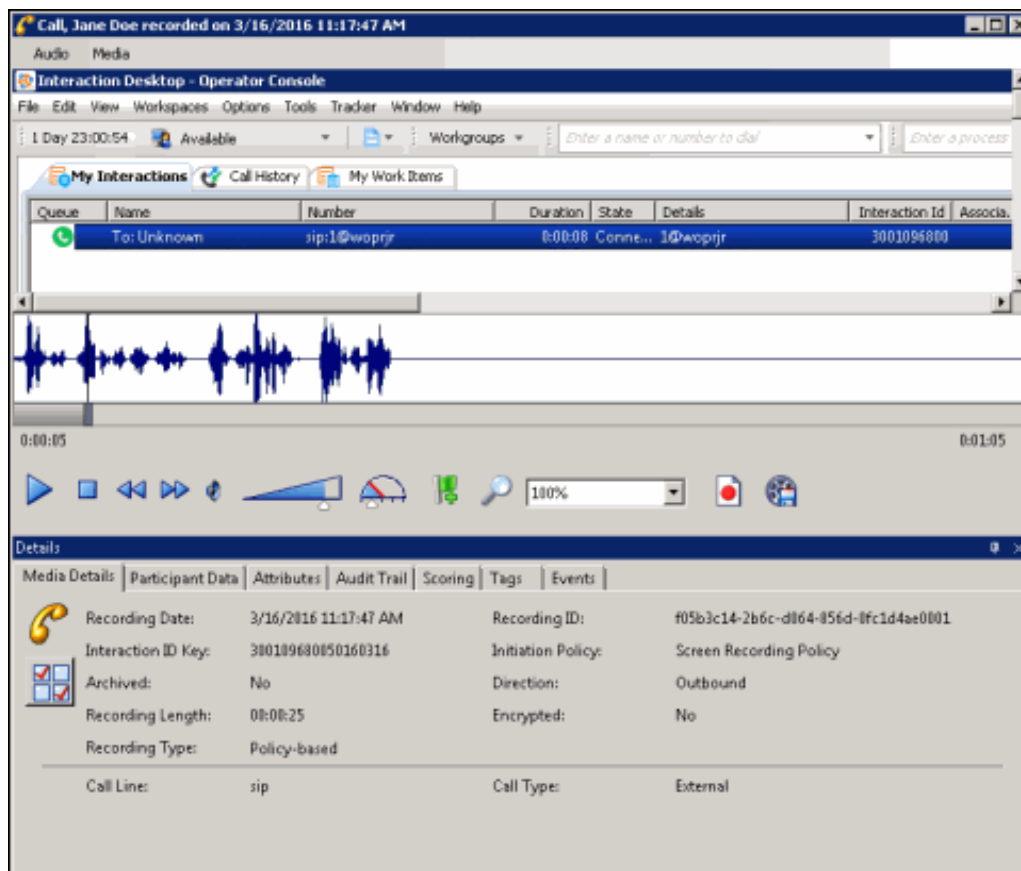 Call, Jane Doe recorded on 3/16/2016 11:17:47 AM
Audio Media
Interaction Desktop - Operator Console
File Edit View Workspaces Options Tools Tracker Window Help
1 Day 23:00:54 Available Workgroups Enter a name or number to dial Enter a process
My Interactions Call History My Work Items
Queue Name Number Duration State Details Interaction Id Associa.
To: Unknown sip:1@woprjr 0:00:08 Conne... 1@woprjr 3001096800
0:00:05 0:01:05
100%
Details
Media Details Participant Data Attributes Audit Trail Scoring Tags Events
Recording Date: 3/16/2016 11:17:47 AM Recording ID: f05b3c14-2b6c-d064-856d-0fc1d4ae0001
Interaction ID Key: 300109680050160316 Initiation Policy: Screen Recording Policy
Archived: No Direction: Outbound
Recording Length: 00:00:25 Encrypted: No
Recording Type: Policy-based
Call Line: sip Call Type: External